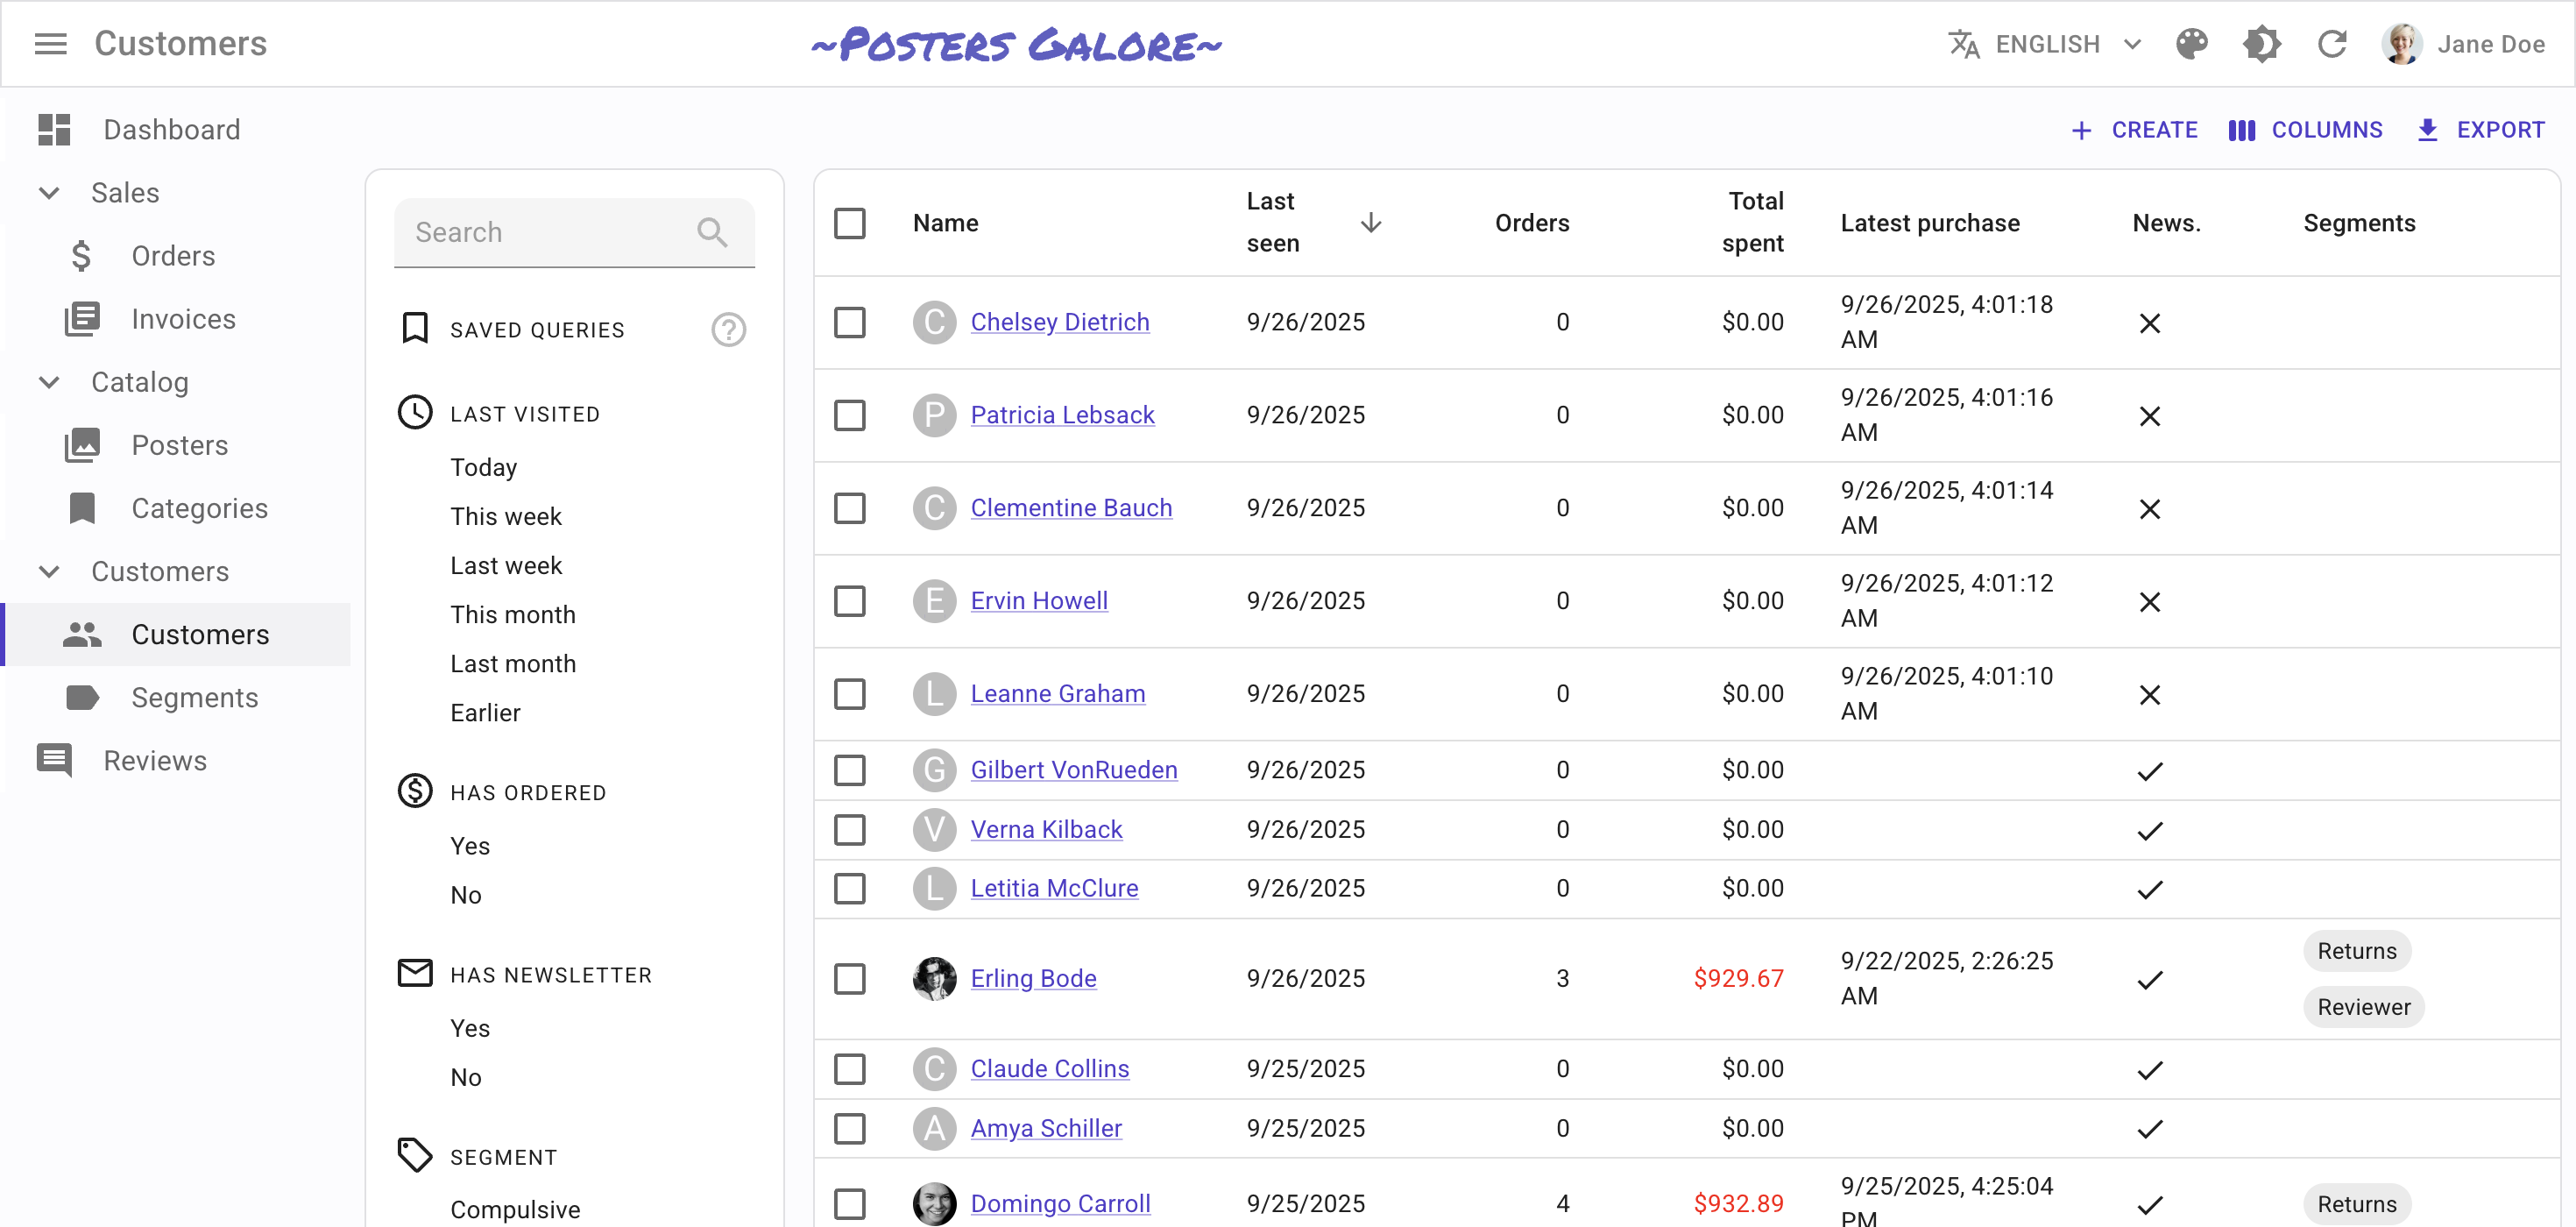 Customers
~Posters Galore~
ENGLISH
Jane Doe
Dashboard
Sales
Orders
Invoices
Catalog
Posters
Categories
Customers
Customers
Segments
Reviews
CREATE
COLUMNS
EXPORT
Search
SAVED QUERIES
LAST VISITED
Today
This week
Last week
This month
Last month
Earlier
HAS ORDERED
Yes
No
HAS NEWSLETTER
Yes
No
SEGMENT
Compulsive
Name Last seen Orders Total spent Latest purchase News. Segments
C Chelsey Dietrich 9/26/2025 0 $0.00 9/26/2025, 4:01:18 AM
P Patricia Lebsack 9/26/2025 0 $0.00 9/26/2025, 4:01:16 AM
C Clementine Bauch 9/26/2025 0 $0.00 9/26/2025, 4:01:14 AM
E Ervin Howell 9/26/2025 0 $0.00 9/26/2025, 4:01:12 AM
L Leanne Graham 9/26/2025 0 $0.00 9/26/2025, 4:01:10 AM
G Gilbert VonRueden 9/26/2025 0 $0.00
V Verna Kilback 9/26/2025 0 $0.00
L Letitia McClure 9/26/2025 0 $0.00
Erling Bode 9/26/2025 3 $929.67 9/22/2025, 2:26:25 AM Returns Reviewer
C Claude Collins 9/25/2025 0 $0.00
A Amya Schiller 9/25/2025 0 $0.00
Domingo Carroll 9/25/2025 4 $932.89 9/25/2025, 4:25:04 PM Returns